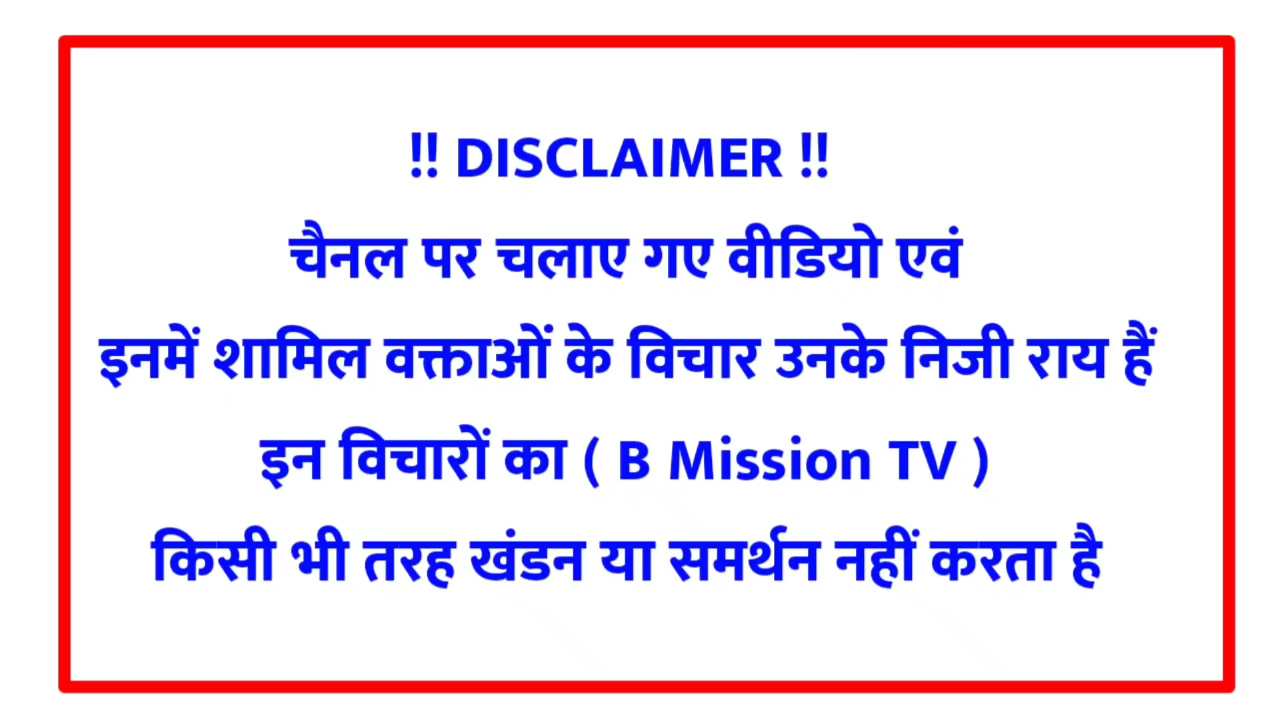 !! DISCLAIMER !!
चैनल पर चलाए गए वीडियो एवं
इनमें शामिल वक्ताओं के विचार उनके निजी राय हैं
इन विचारों का ( B Mission TV )
किसी भी तरह खंडन या समर्थन नहीं करता है